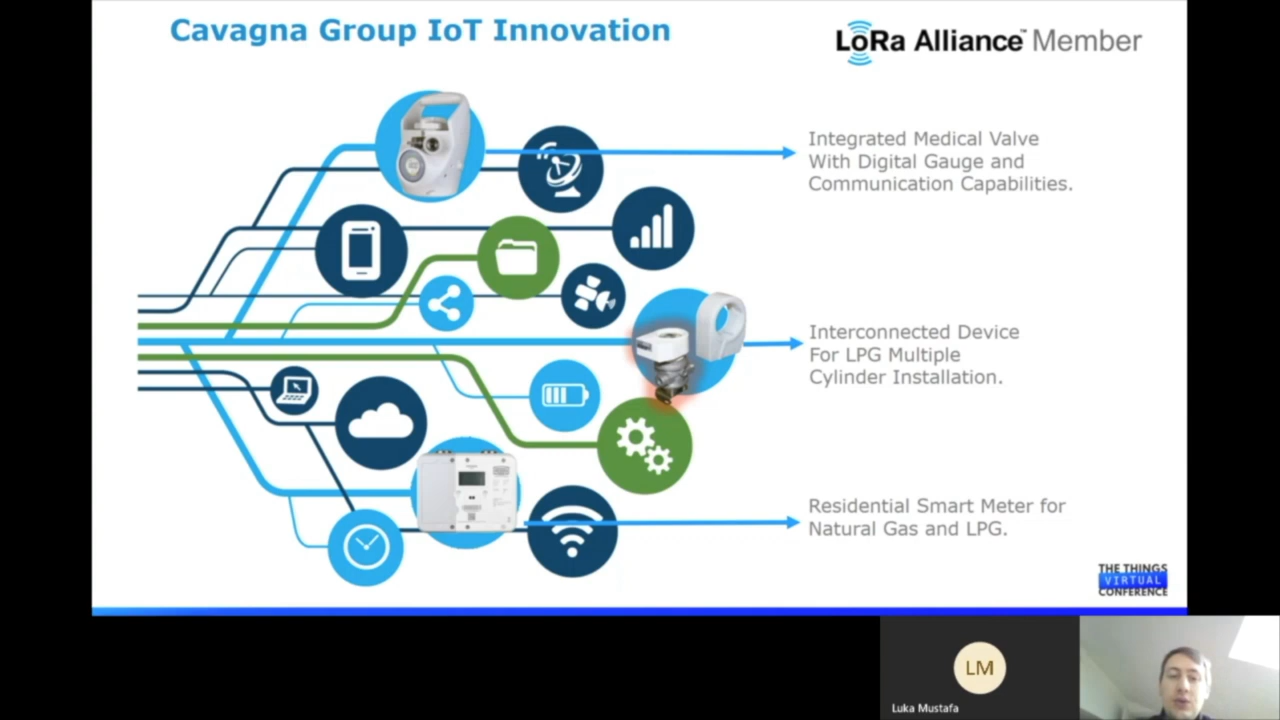 Cavagna Group IoT Innovation
LoRa Alliance™ Member
Integrated Medical Valve
With Digital Gauge and
Communication Capabilities.
Interconnected Device
For LPG Multiple
Cylinder Installation.
Residential Smart Meter for
Natural Gas and LPG.
THE THINGS
VIRTUAL
CONFERENCE
LM
Luka Mustafa